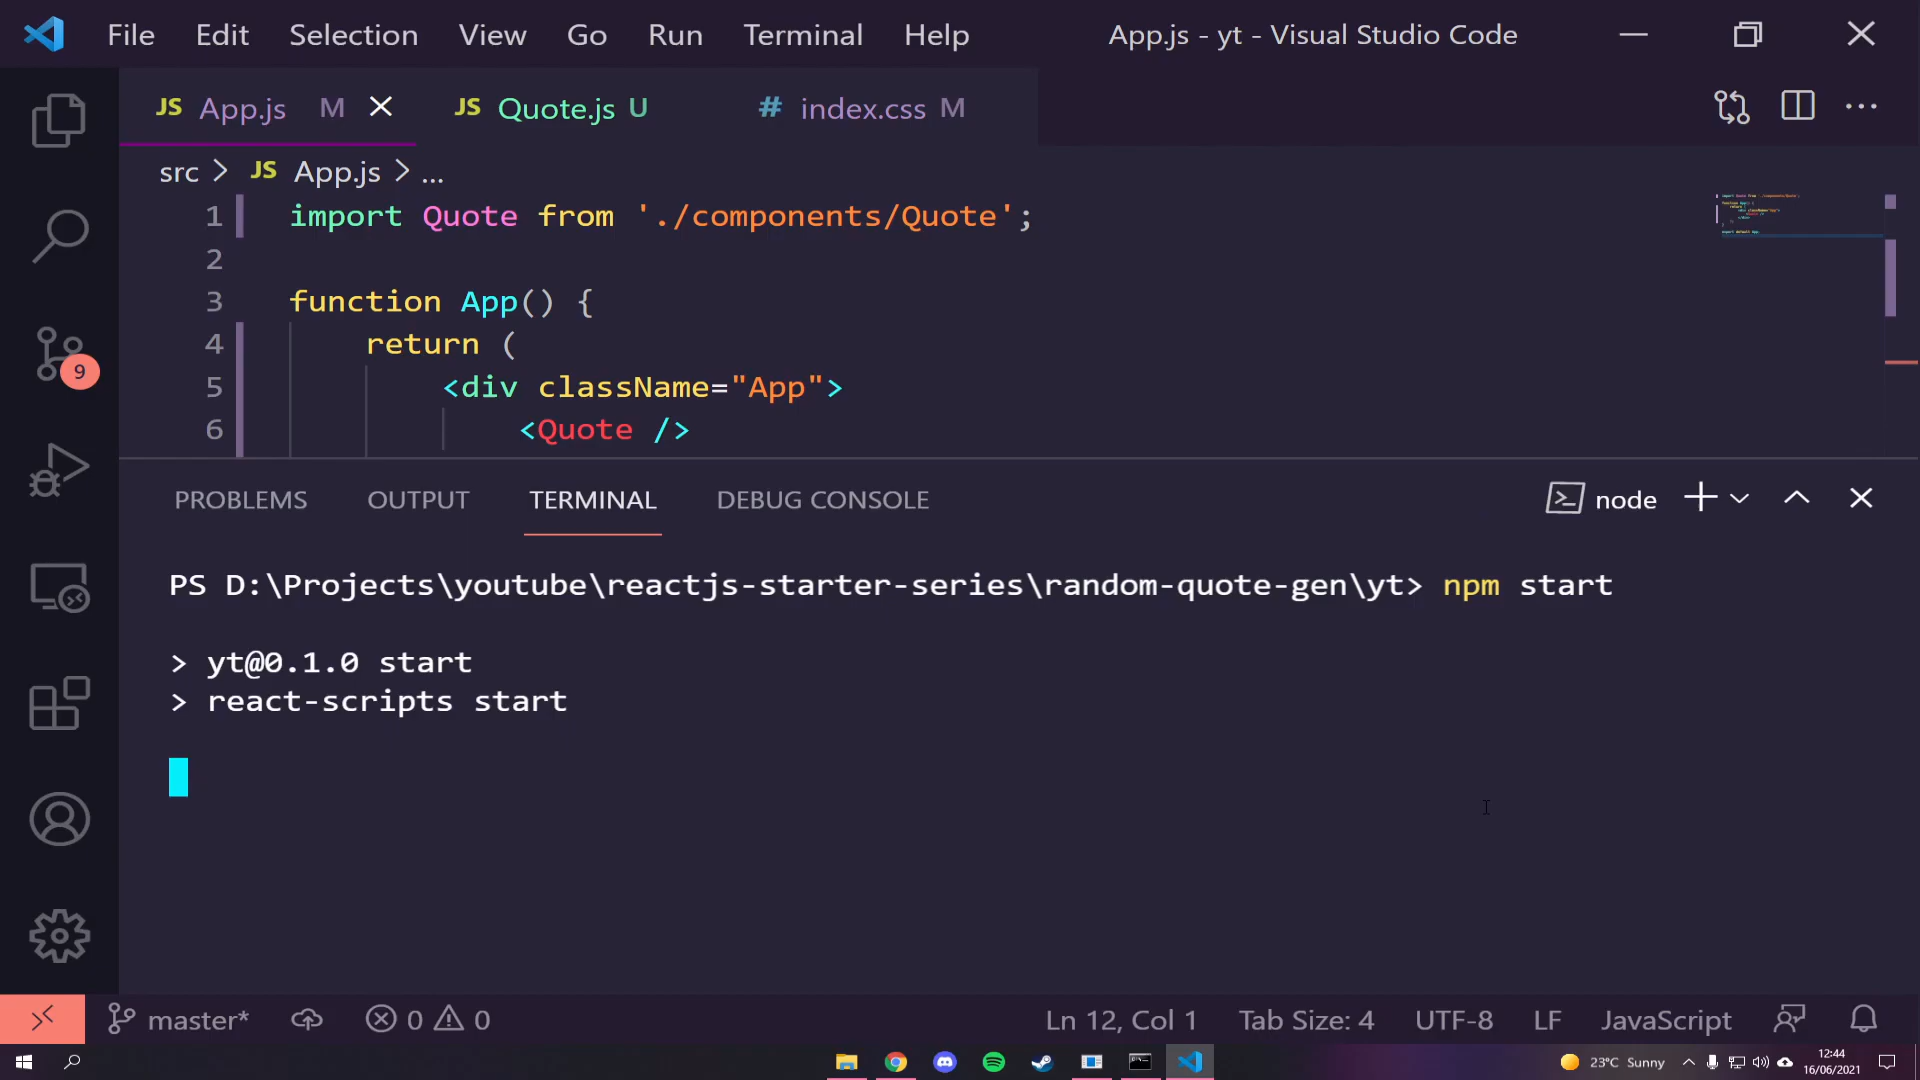 File Edit Selection View Go Run Terminal Help App.js - yt - Visual Studio Code
JS App.js M JS Quote.js U # index.css M
src > JS App.js > ...
1 import Quote from './components/Quote';
2
3 function App() {
4 return (
5 <div className="App">
6 <Quote />
9
PROBLEMS OUTPUT TERMINAL DEBUG CONSOLE node
PS D:\Projects\youtube\reactjs-starter-series\random-quote-gen\yt> npm start
> yt@0.1.0 start
> react-scripts start
master* 0 0 Ln 12, Col 1 Tab Size: 4 UTF-8 LF JavaScript
23°C Sunny 12:44
16/06/2021